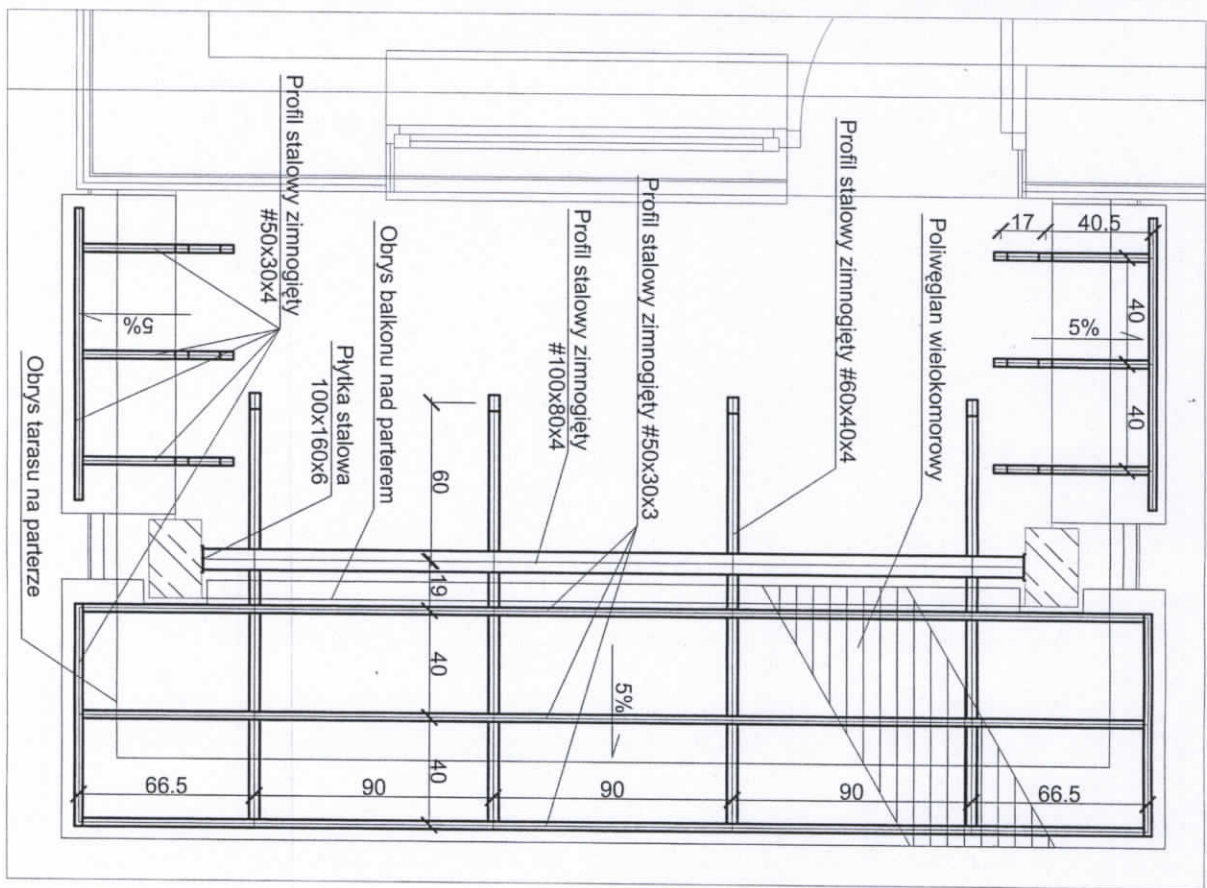 Profil stalowy zimnogięty
#50x30x4
Profil stalowy zimnogięty #60x40x4
Profil stalowy zimnogięty #50x30x3
Profil stalowy zimnogięty
#100x80x4
Poliwęglan wielokomorowy
Obrys balkonu nad parterem
Płytka stalowa
100x160x6
Obrys tarasu na parterze
17
40.5
40
40
5%
5%
60
19
40
40
5%
66.5
90
90
90
66.5